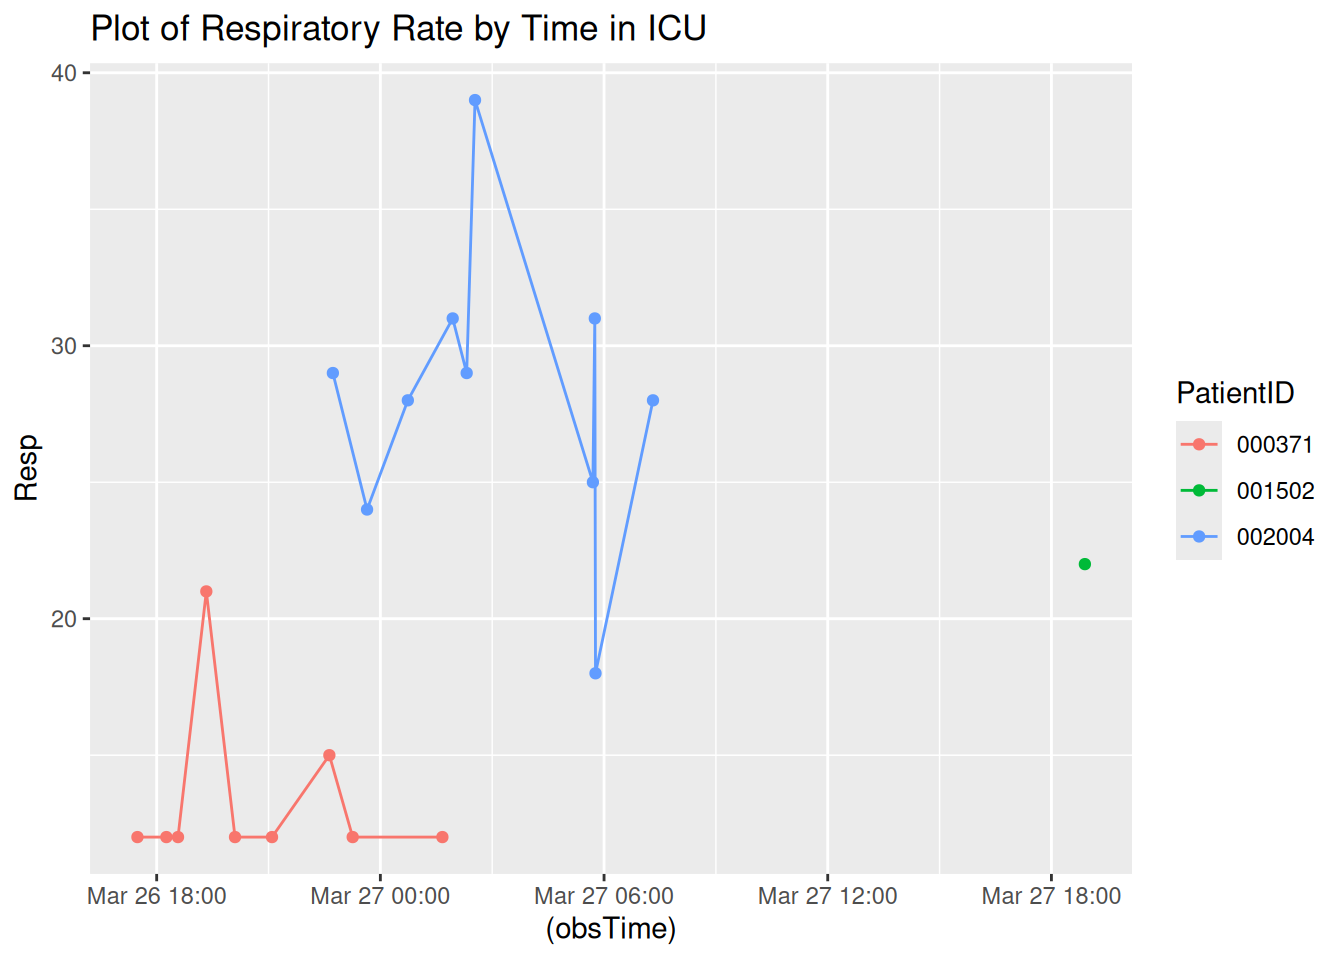 Plot of Respiratory Rate by Time in ICU
40
30
20
Resp
Mar 26 18:00
Mar 27 00:00
Mar 27 06:00
Mar 27 12:00
Mar 27 18:00
(obsTime)
PatientID
000371
001502
002004